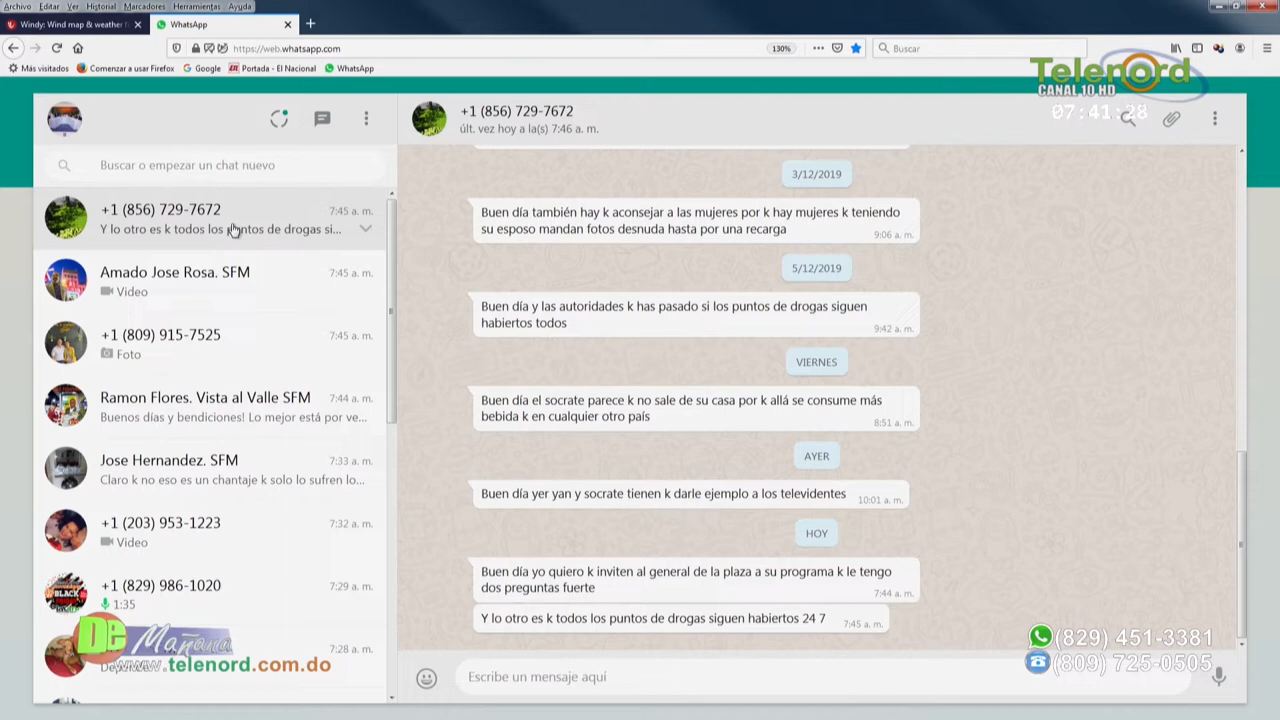 Archivo Editar Ver Historial Marcadores Herramientas Ayuda
Windy: Wind map & weather
WhatsApp
https://web.whatsapp.com
130%
Buscar
Más visitados
Comenzar a usar Firefox
Google
Portada - El Nacional
WhatsApp
Telenord
CANAL 10 HD
07:41:28
Buscar o empezar un chat nuevo
+1 (856) 729-7672
7:45 a. m.
Y lo otro es k todos los puntos de drogas si...
Amado Jose Rosa. SFM
7:45 a. m.
Video
+1 (809) 915-7525
7:45 a. m.
Foto
Ramon Flores. Vista al Valle SFM
7:44 a. m.
Buenos días y bendiciones! Lo mejor está por ve...
Jose Hernandez. SFM
7:33 a. m.
Claro k no eso es un chantaje k solo lo sufren lo...
+1 (203) 953-1223
7:32 a. m.
Video
+1 (829) 986-1020
7:29 a. m.
1:35
BLACK
7:28 a. m.
De Mañana
www.telenord.com.do
+1 (856) 729-7672
últ. vez hoy a la(s) 7:46 a. m.
3/12/2019
Buen día también hay k aconsejar a las mujeres por k hay mujeres k teniendo
su esposo mandan fotos desnuda hasta por una recarga
9:06 a. m.
5/12/2019
Buen día y las autoridades k has pasado si los puntos de drogas siguen
habiertos todos
9:42 a. m.
VIERNES
Buen día el socrate parece k no sale de su casa por k allá se consume más
bebida k en cualquier otro país
8:51 a. m.
AYER
Buen día yer yan y socrate tienen k darle ejemplo a los televidentes
10:01 a. m.
HOY
Buen día yo quiero k inviten al general de la plaza a su programa k le tengo
dos preguntas fuerte
7:44 a. m.
Y lo otro es k todos los puntos de drogas siguen habiertos 24 7
7:45 a. m.
Escribe un mensaje aquí
(829) 451-3381
(809) 725-0505